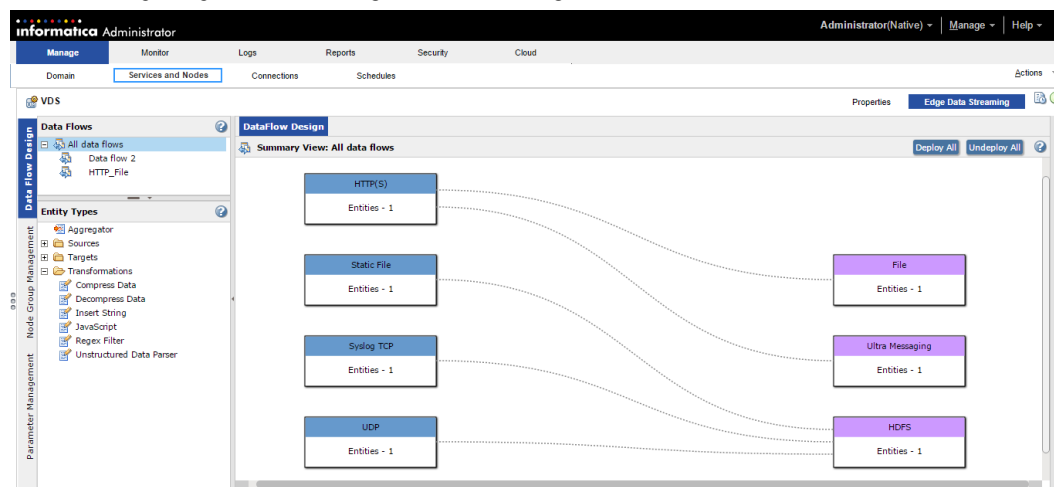 informatica Administrator
Administrator(Native) Manage Help
Manage Monitor Logs Reports Security Cloud
Domain Services and Nodes Connections Schedules Actions
VDS Properties Edge Data Streaming
Data Flow Design
Node Group Management
Parameter Management
Data Flows
All data flows
Data flow 2
HTTP_File
Entity Types
Aggregator
Sources
Targets
Transformations
Compress Data
Decompress Data
Insert String
JavaScript
Regex Filter
Unstructured Data Parser
DataFlow Design
Summary View: All data flows Deploy All Undeploy All
HTTP(S)
Entities - 1
Static File
Entities - 1
Syslog TCP
Entities - 1
UDP
Entities - 1
File
Entities - 1
Ultra Messaging
Entities - 1
HDFS
Entities - 1